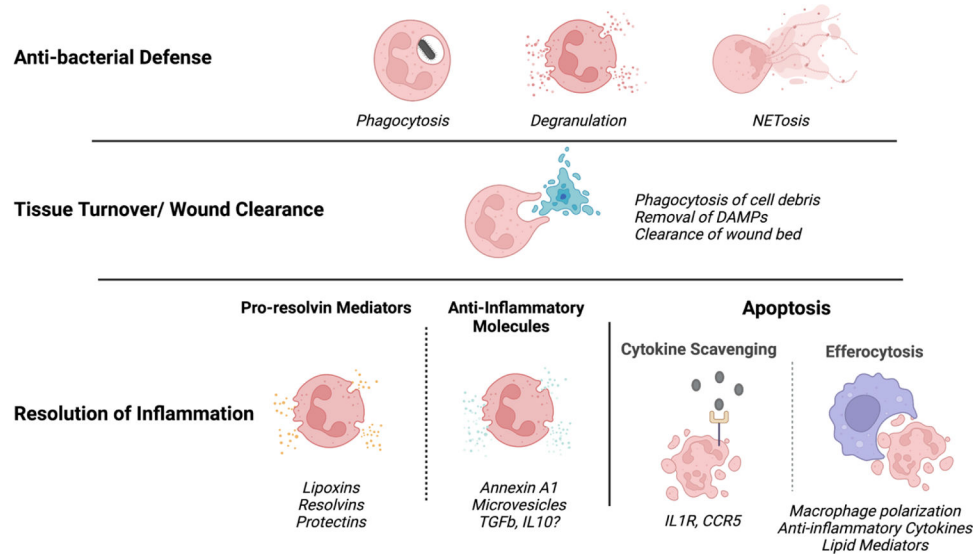 Anti-bacterial Defense
Phagocytosis
Degranulation
NETosis
Tissue Turnover/ Wound Clearance
Phagocytosis of cell debris
Removal of DAMPs
Clearance of wound bed
Resolution of Inflammation
Pro-resolvin Mediators
Lipoxins
Resolvins
Protectins
Anti-Inflammatory
Molecules
Annexin A1
Microvesicles
TGFb, IL10?
Apoptosis
Cytokine Scavenging
IL1R, CCR5
Efferocytosis
Macrophage polarization
Anti-inflammatory Cytokines
Lipid Mediators